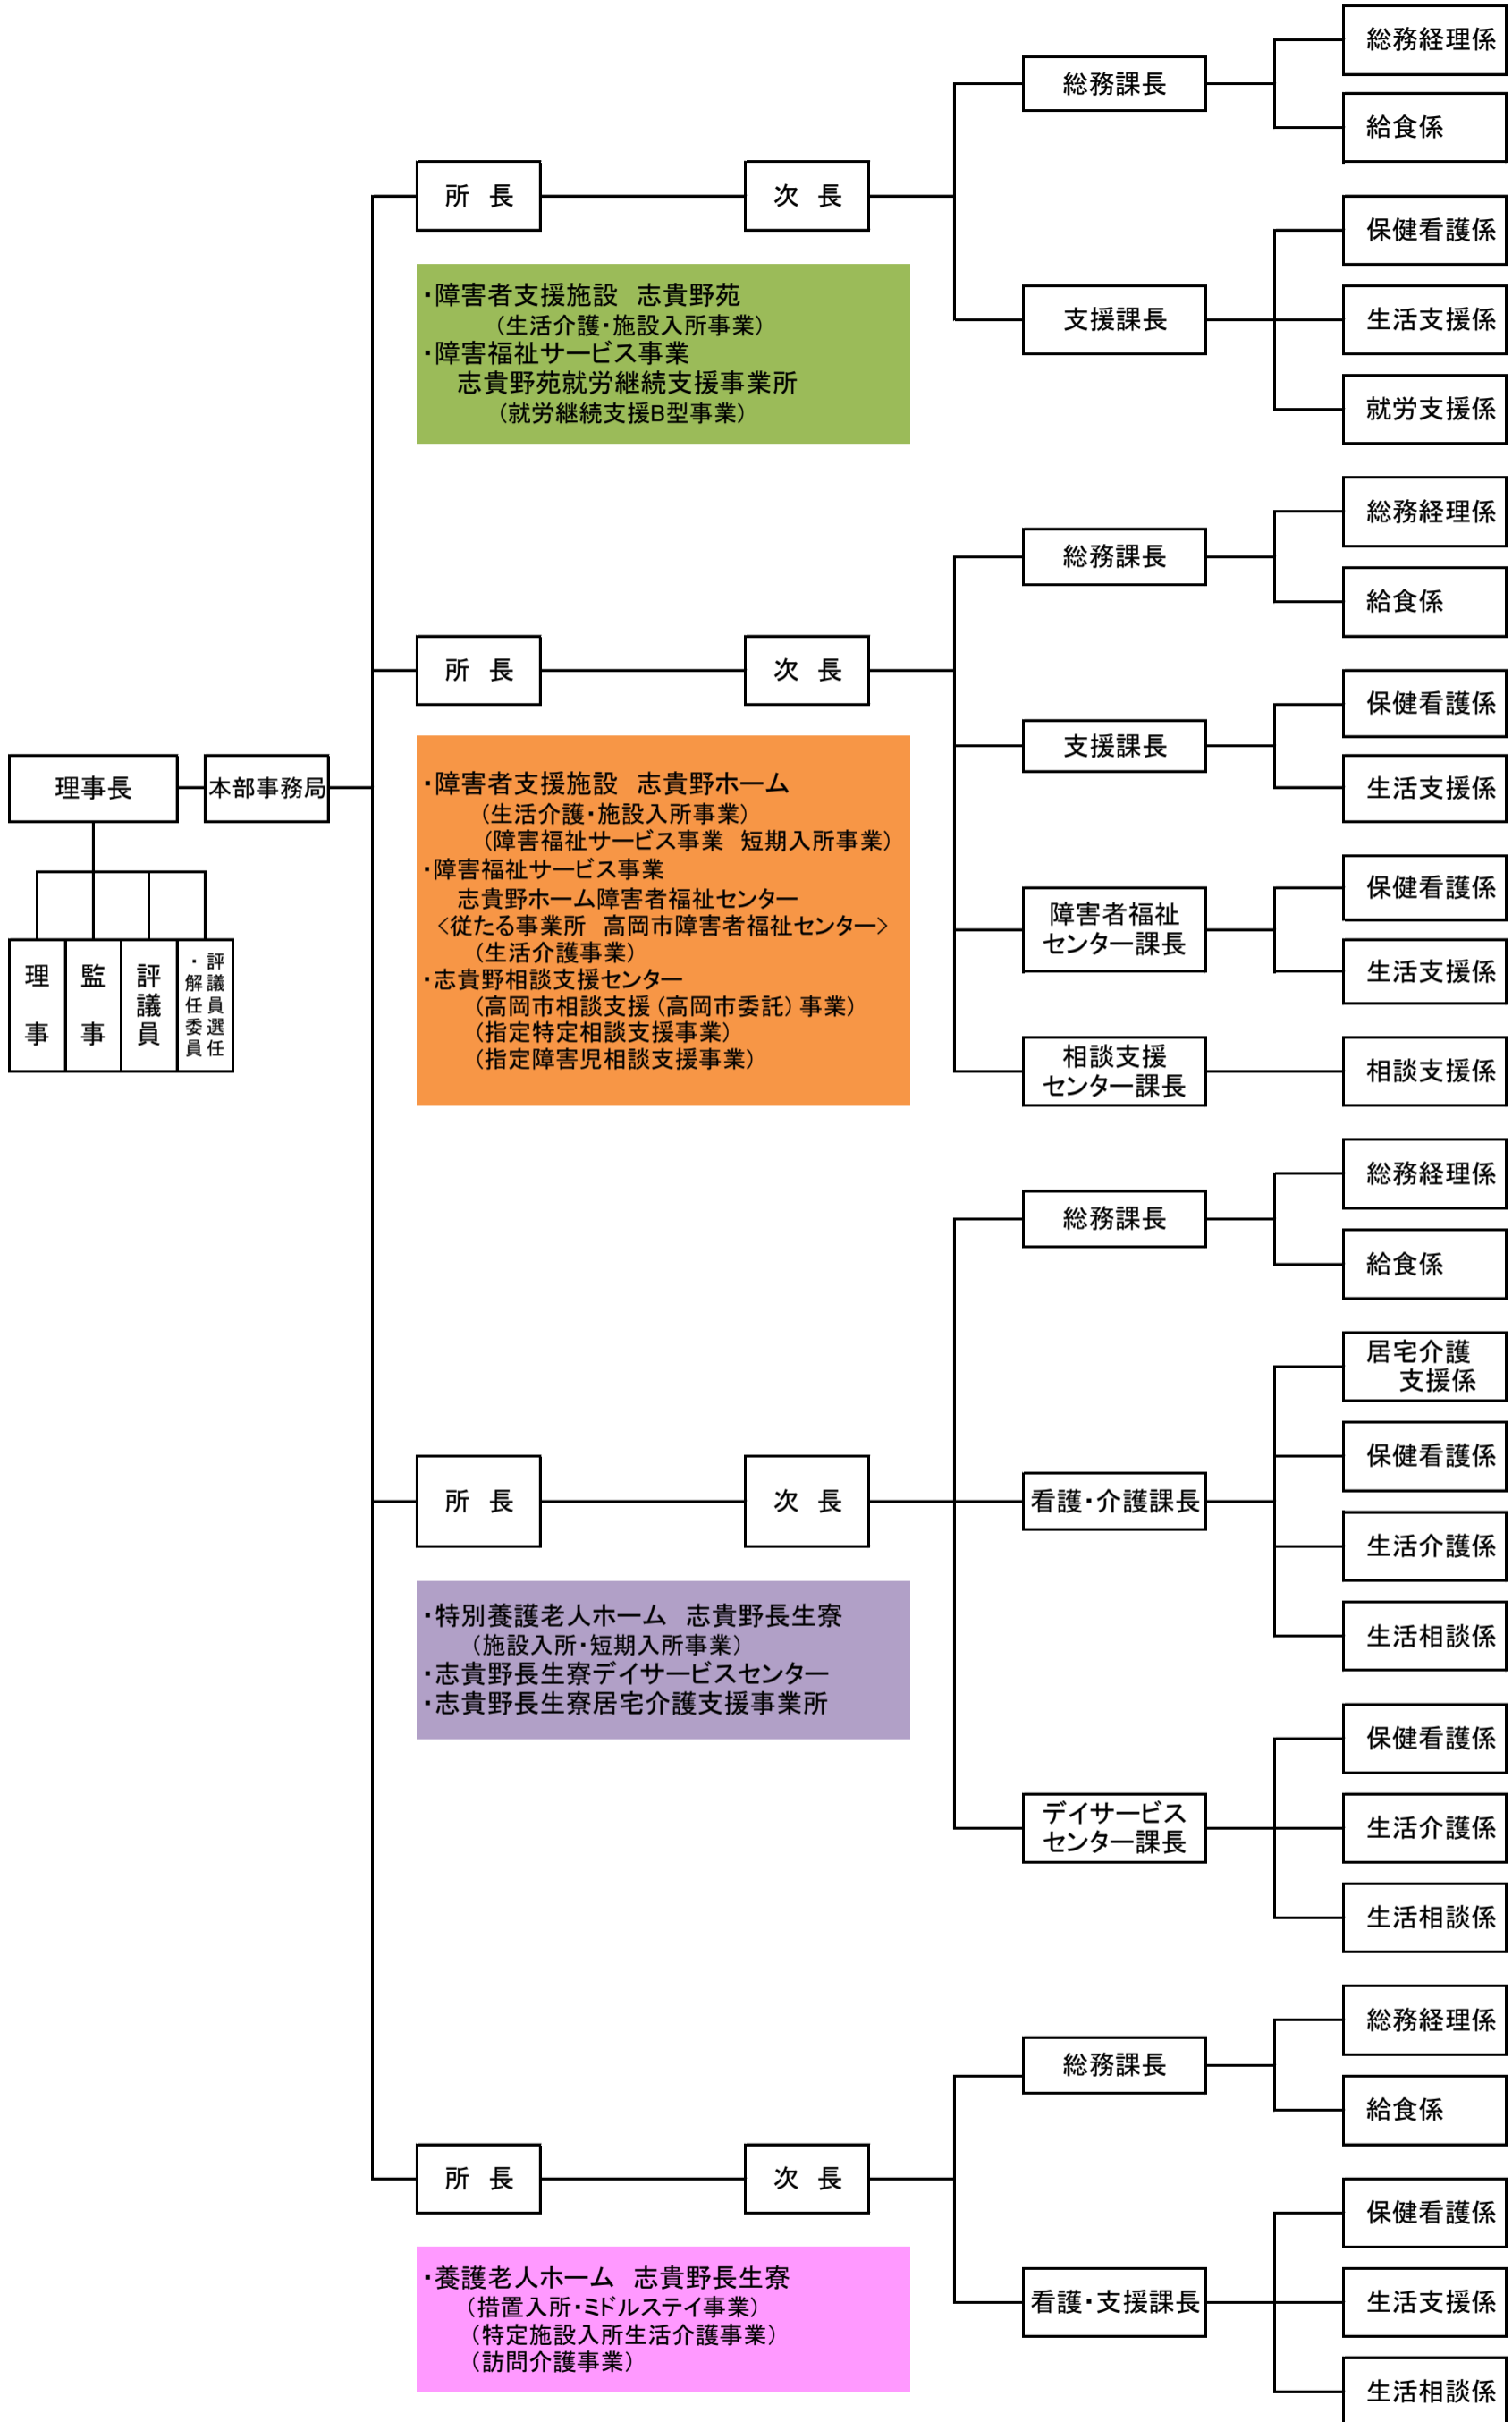 理事長
本部事務局
理事
監事
評議員
評議員選任
・解任委員
所　長
次　長
・障害者支援施設　志貴野苑
（生活介護・施設入所事業）
・障害福祉サービス事業
志貴野苑就労継続支援事業所
（就労継続支援B型事業）
総務課長
総務経理係
給食係
支援課長
保健看護係
生活支援係
就労支援係
所　長
次　長
・障害者支援施設　志貴野ホーム
（生活介護・施設入所事業）
（障害福祉サービス事業　短期入所事業）
・障害福祉サービス事業
志貴野ホーム障害者福祉センター
＜従たる事業所　高岡市障害者福祉センター＞
（生活介護事業）
・志貴野相談支援センター
（高岡市相談支援（高岡市委託）事業）
（指定特定相談支援事業）
（指定障害児相談支援事業）
総務課長
総務経理係
給食係
支援課長
保健看護係
生活支援係
障害者福祉
センター課長
保健看護係
生活支援係
相談支援
センター課長
相談支援係
所　長
次　長
・特別養護老人ホーム　志貴野長生寮
（施設入所・短期入所事業）
・志貴野長生寮デイサービスセンター
・志貴野長生寮居宅介護支援事業所
総務課長
総務経理係
給食係
看護・介護課長
居宅介護
支援係
保健看護係
生活介護係
生活相談係
デイサービス
センター課長
保健看護係
生活介護係
生活相談係
所　長
次　長
・養護老人ホーム　志貴野長生寮
（措置入所・ミドルステイ事業）
（特定施設入所生活介護事業）
（訪問介護事業）
総務課長
総務経理係
給食係
看護・支援課長
保健看護係
生活支援係
生活相談係